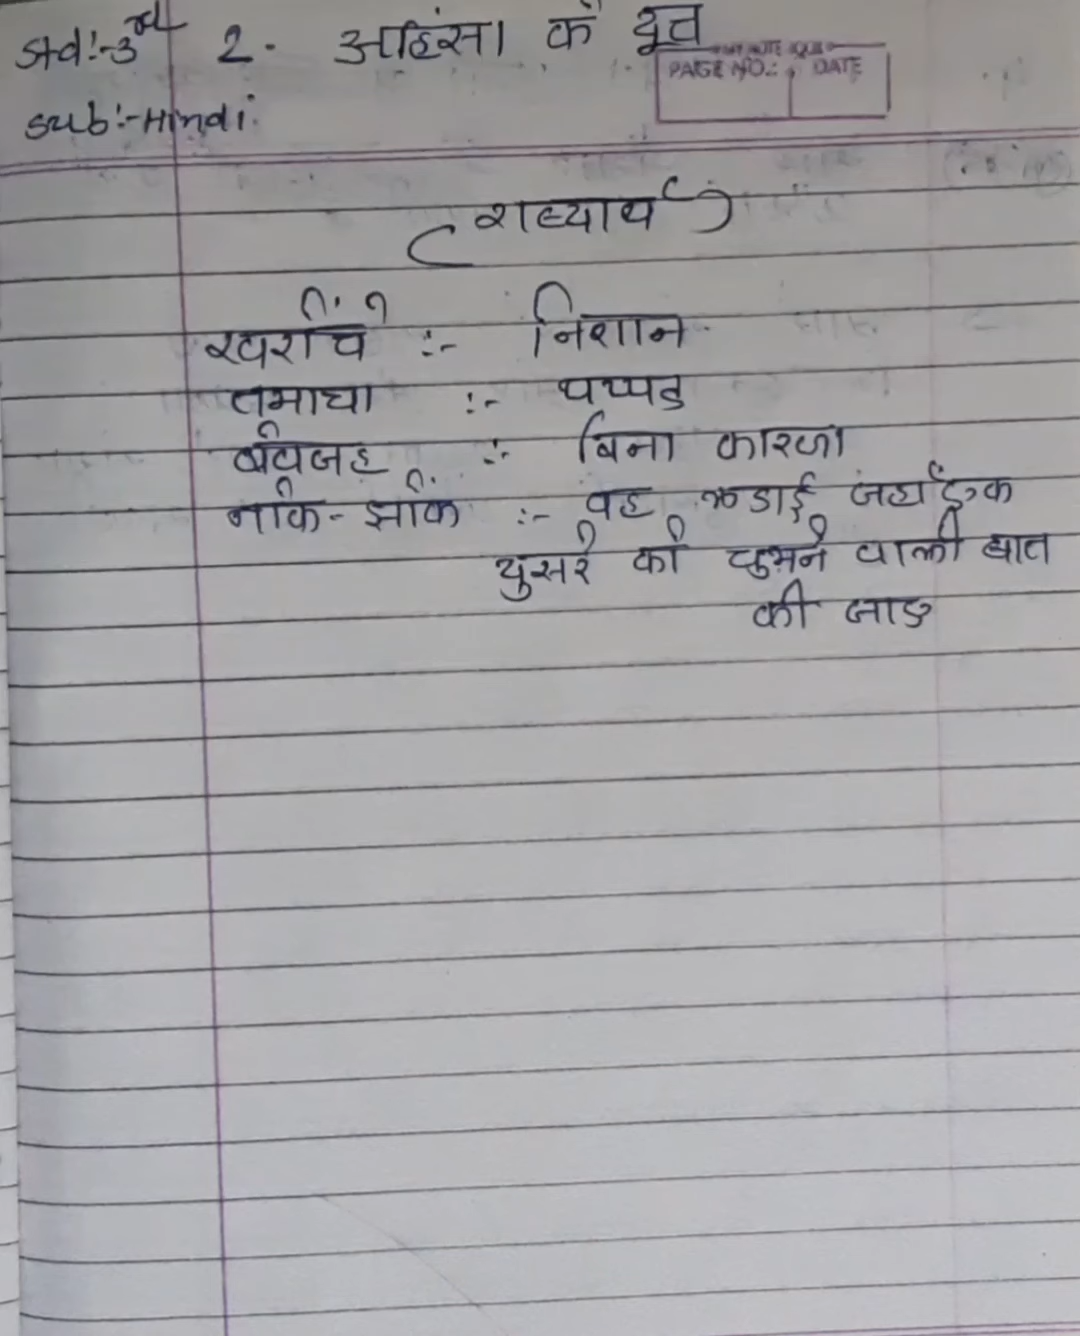 Std:-3rd 2. अहिंसा के दूत
PAGE NO.: DATE
Sub:-Hindi.
शब्दार्थ
खरोंचे :- निशान
तमाचा :- थप्पड
बेवजह :- बिना कारण
नोंक-झोंक :- वह लडाई जहाँ एक
दुसरे को चुभने वाली बात
की जाए